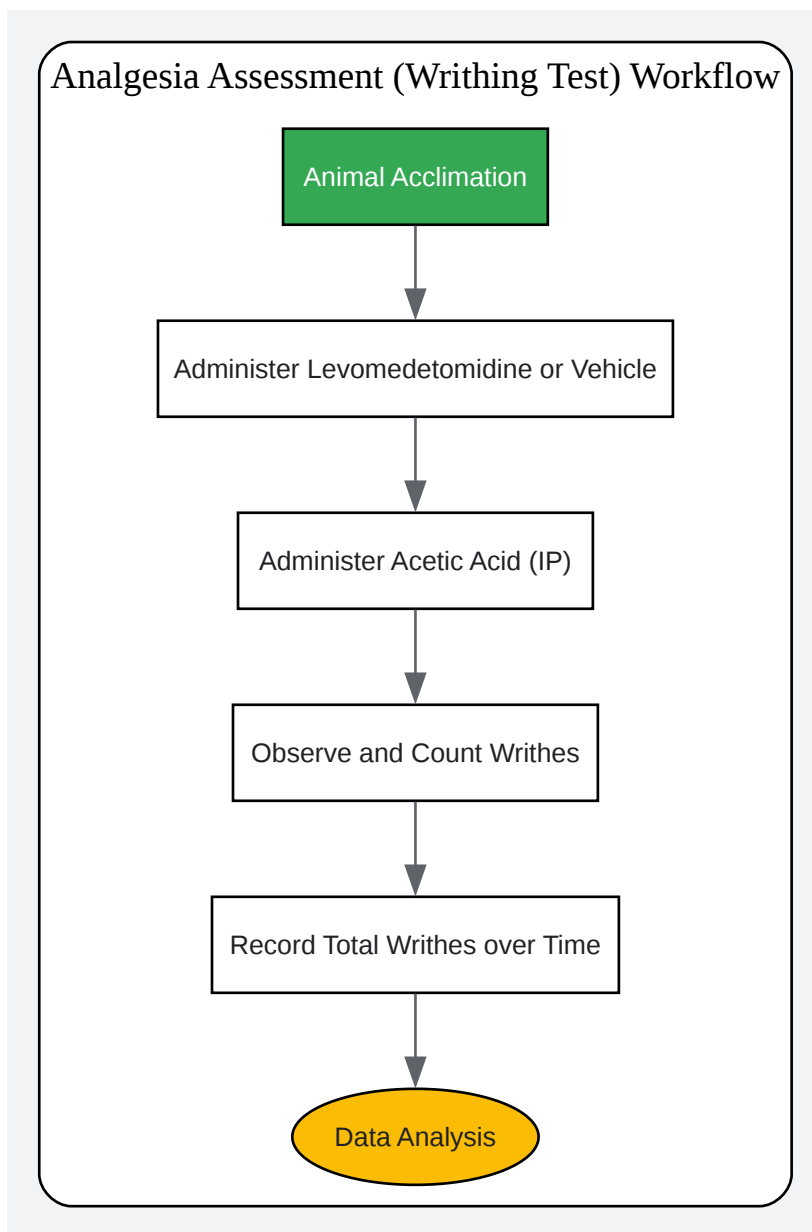 Analgesia Assessment (Writhing Test) Workflow
Animal Acclimation
Administer Levomedetomidine or Vehicle
Administer Acetic Acid (IP)
Observe and Count Writhes
Record Total Writhes over Time
Data Analysis